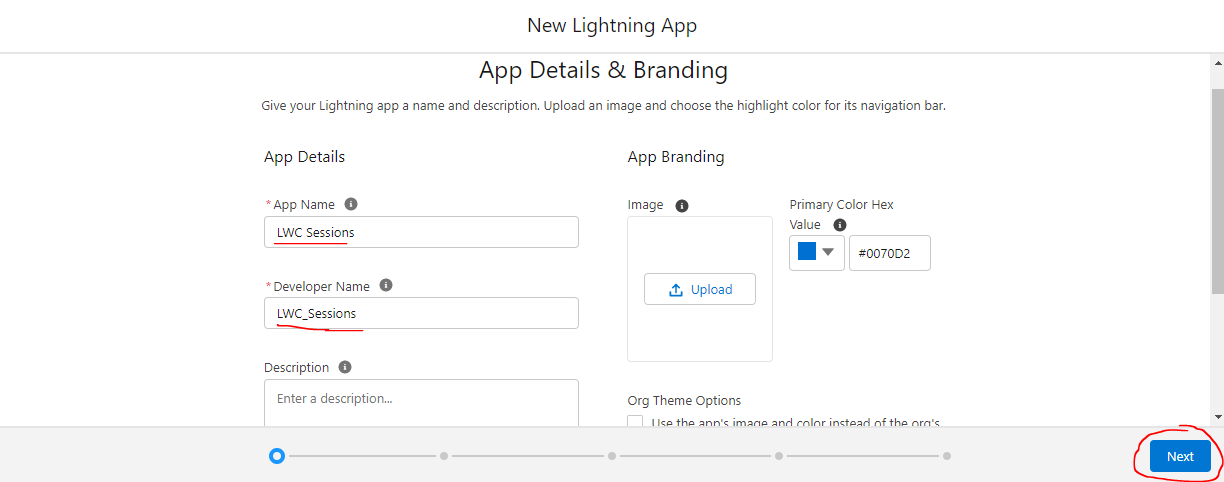 New Lightning App
App Details & Branding
Give your Lightning app a name and description. Upload an image and choose the highlight color for its navigation bar.
App Details
* App Name
LWC Sessions
* Developer Name
LWC_Sessions
Description
Enter a description...
App Branding
Image
Upload
Primary Color Hex
Value
#0070D2
Org Theme Options
Use the app's image and color instead of the org's
Next